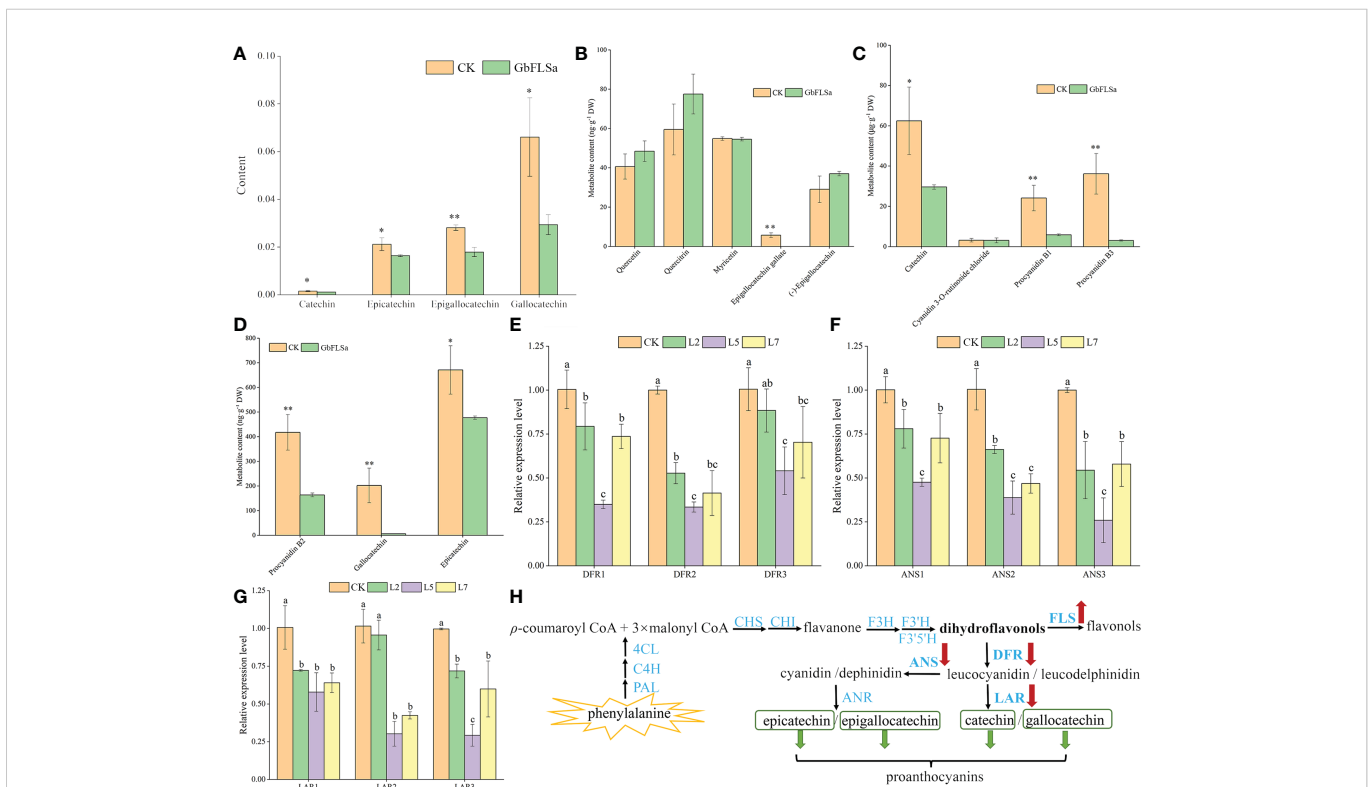 A
CK GbFLSa
Content
0.10
0.08
0.06
0.04
0.02
0.00
*
*
**
*
Catechin Epicatechin Epigallocatechin Gallocatechin
B
CK GbFLSa
Metabolite content (ng·g⁻¹ DW)
100
80
60
40
20
0
**
Quercetin
Quercitrin
Myricetin
Epigallocatechin gallate
(-)-Epigallocatechin
C
CK GbFLSa
Metabolite content (µg·g⁻¹ DW)
100
80
60
40
20
0
*
**
**
Catechin
Cyanidin 3-O-rutinoside chloride
Procyanidin B1
Procyanidin B3
D
CK GbFLSa
Metabolite content (ng·g⁻¹ DW)
800
700
600
500
400
300
200
100
0
**
**
*
Procyanidin B2
Gallocatechin
Epicatechin
E
CK L2 L5 L7
Relative expression level
1.25
1.00
0.75
0.50
0.25
0.00
a b c b
a b c bc
a ab c bc
DFR1 DFR2 DFR3
F
CK L2 L5 L7
Relative expression level
1.25
1.00
0.75
0.50
0.25
0.00
a b c b
a b c c
a b c b
ANS1 ANS2 ANS3
G
CK L2 L5 L7
Relative expression level
1.25
1.00
0.75
0.50
0.25
0.00
a b b b
a a b b
a b c b
LAR1 LAR2 LAR3
H
ρ-coumaroyl CoA + 3×malonyl CoA CHS CHI flavanone F3H F3'H F3'5'H dihydroflavonols FLS flavonols
4CL
C4H
PAL
phenylalanine
ANS DFR
cyanidin /dephinidin leucocyanidin / leucodelphinidin
ANR LAR
epicatechin / epigallocatechin catechin / gallocatechin
proanthocyanins